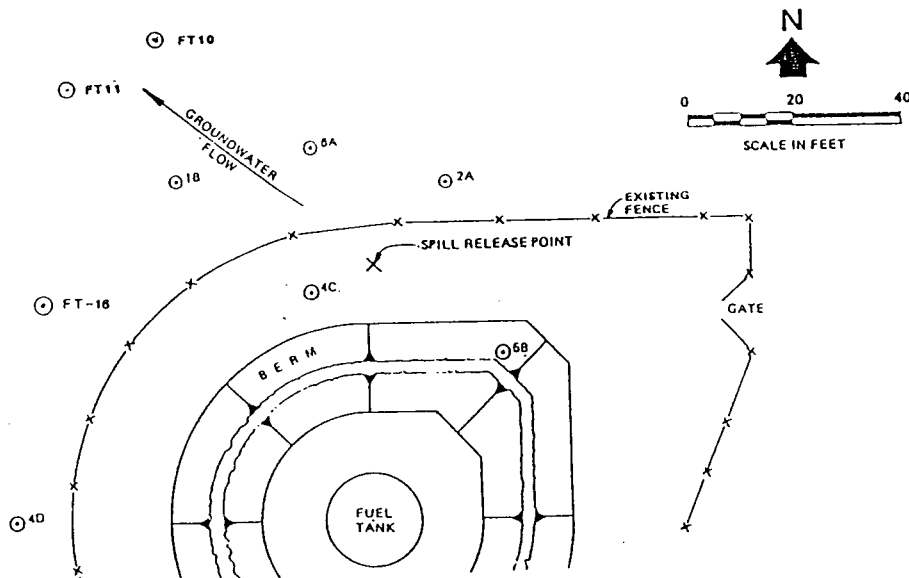 N
FT10
FT11
0 20 40
SCALE IN FEET
GROUNDWATER
FLOW
6A
1B
2A
EXISTING
FENCE
SPILL RELEASE POINT
4C
FT-16
GATE
BERM
5B
4D
FUEL
TANK